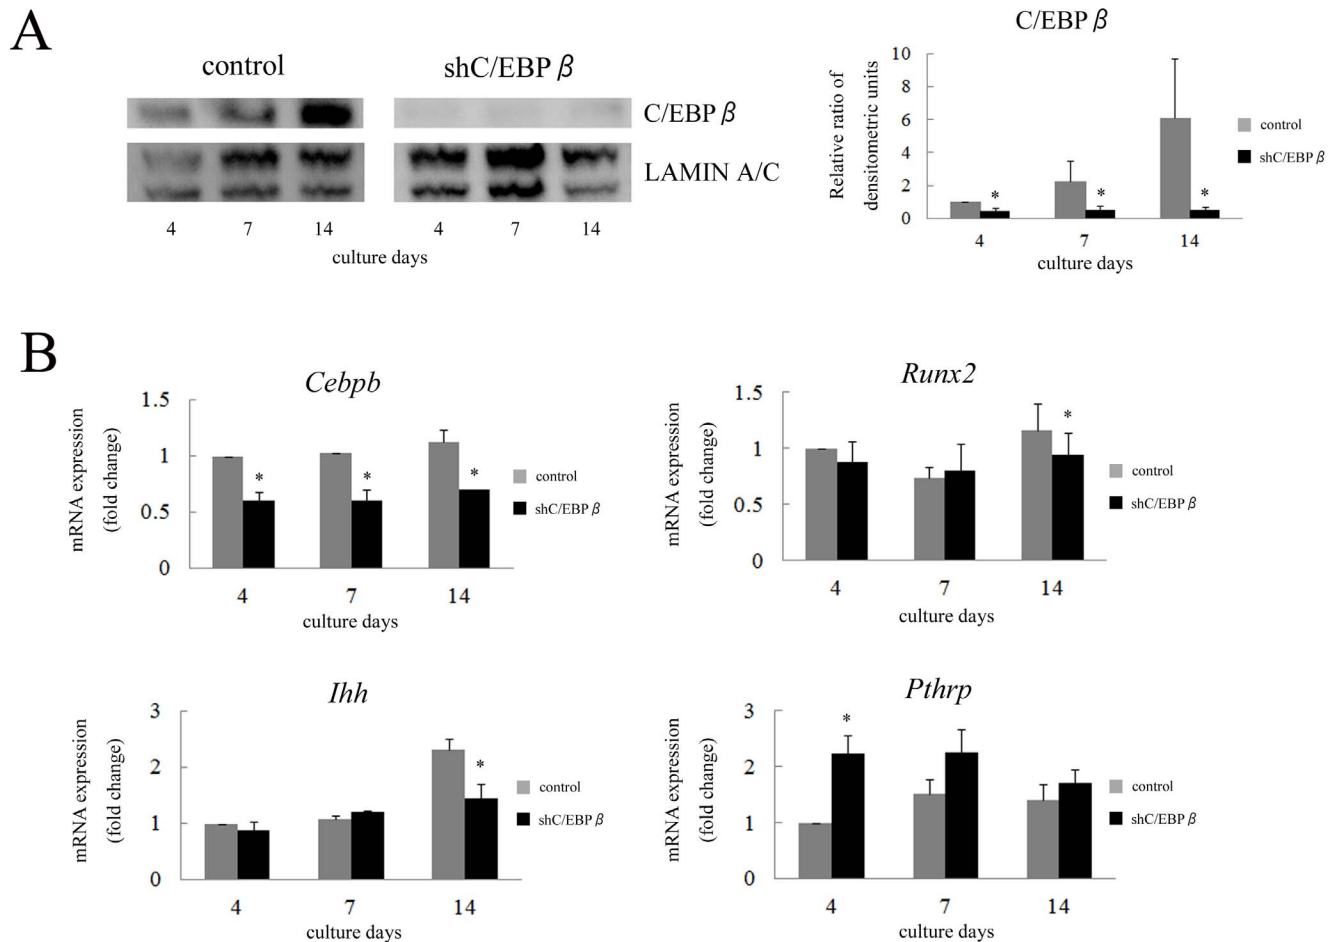 A
control
shC/EBP β
C/EBP β
LAMIN A/C
4 7 14 4 7 14
culture days
C/EBP β
Relative ratio of
densitometric units
10
8
6
4
2
0
* * *
4 7 14
culture days
control
shC/EBP β
B
Cebpb
mRNA expression
(fold change)
1.5
1
0.5
0
* * *
4 7 14
culture days
control
shC/EBP β
Runx2
mRNA expression
(fold change)
1.5
1
0.5
0
*
4 7 14
culture days
control
shC/EBP β
Ihh
mRNA expression
(fold change)
3
2
1
0
*
4 7 14
culture days
control
shC/EBP β
Pthrp
mRNA expression
(fold change)
3
2
1
0
*
4 7 14
culture days
control
shC/EBP β